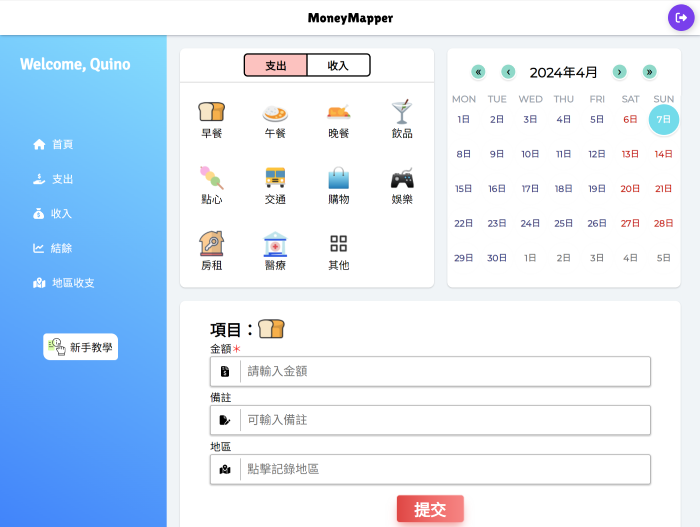 MoneyMapper
Welcome, Quino
首頁
支出
收入
結餘
地區收支
新手教學
支出 收入
早餐 午餐 晚餐 飲品
點心 交通 購物 娛樂
房租 醫療 其他
« ‹ 2024年4月 › »
MON TUE WED THU FRI SAT SUN
1日 2日 3日 4日 5日 6日 7日
8日 9日 10日 11日 12日 13日 14日
15日 16日 17日 18日 19日 20日 21日
22日 23日 24日 25日 26日 27日 28日
29日 30日 1日 2日 3日 4日 5日
項目：
金額*
請輸入金額
備註
可輸入備註
地區
點擊記錄地區
提交